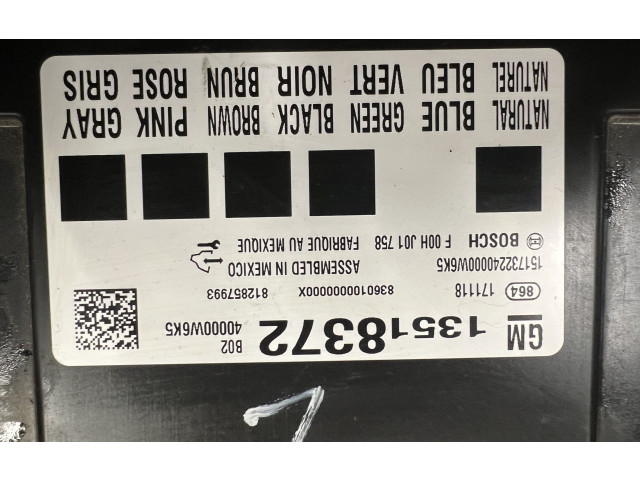 GM 13518372 B02
40000W6K5
864 171118 8360100000000X 812857993
151732240000W6K5 ASSEMBLED IN MEXICO
BOSCH F 00H J01 758 FABRIQUE AU MEXIQUE
NATURAL BLUE GREEN BLACK BROWN PINK GRAY
NATUREL BLEU VERT NOIR BRUN ROSE GRIS